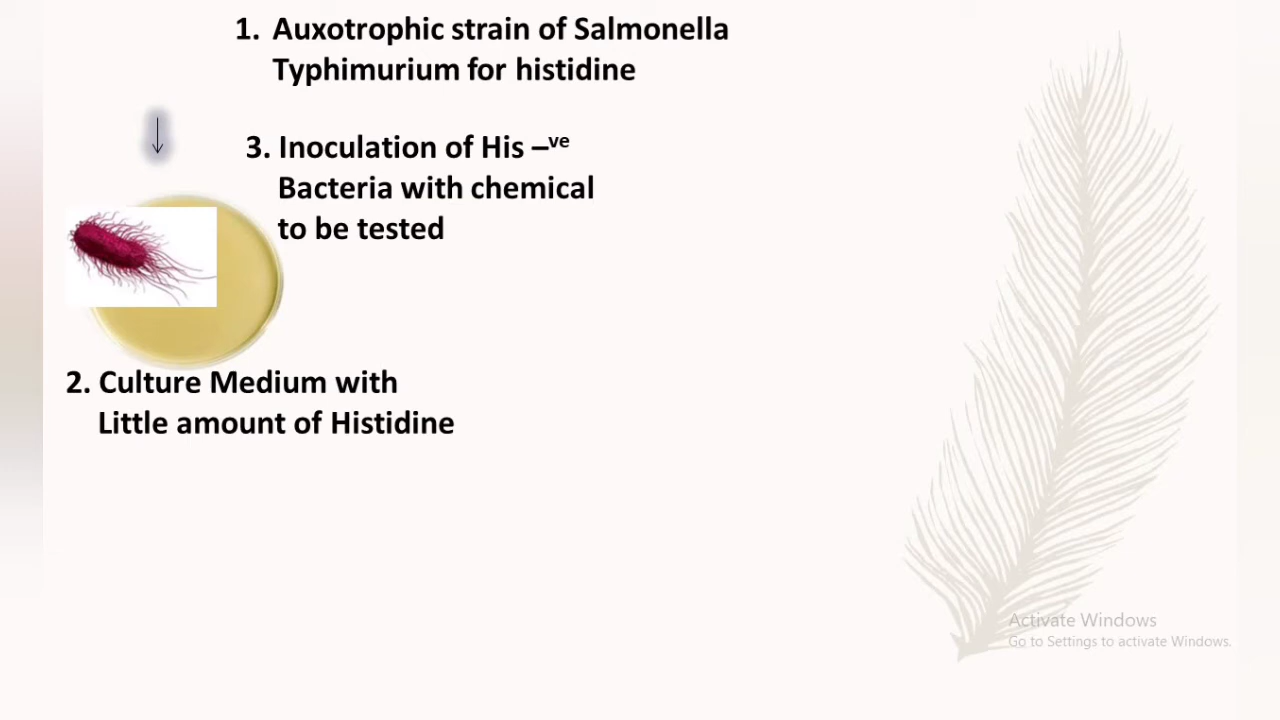 1. Auxotrophic strain of Salmonella
Typhimurium for histidine
3. Inoculation of His –ve
Bacteria with chemical
to be tested
2. Culture Medium with
Little amount of Histidine
Activate Windows
Go to Settings to activate Windows.